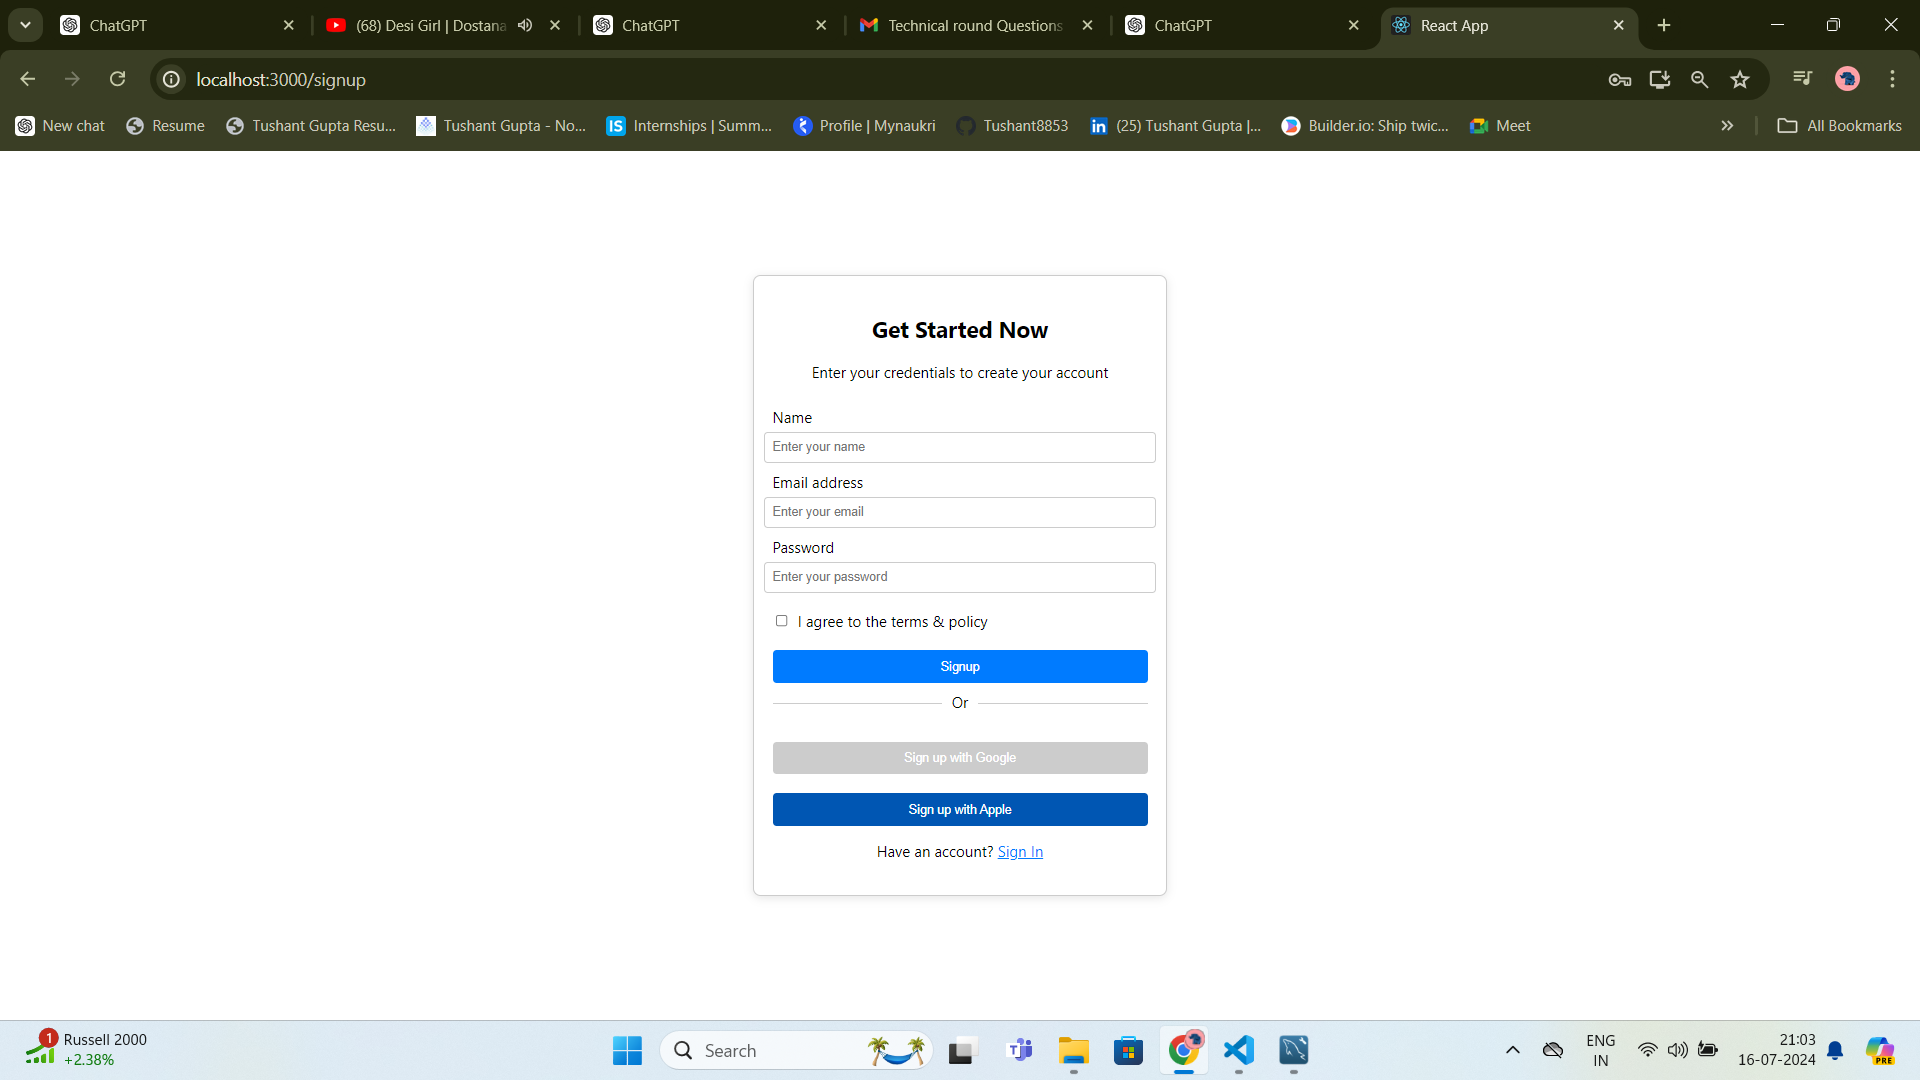 ChatGPT
(68) Desi Girl | Dostana
ChatGPT
Technical round Questions
ChatGPT
React App
localhost:3000/signup
New chat
Resume
Tushant Gupta Resu...
Tushant Gupta - No...
IS
Internships | Summ...
Profile | Mynaukri
Tushant8853
in
(25) Tushant Gupta |...
Builder.io: Ship twic...
Meet
All Bookmarks
Get Started Now
Enter your credentials to create your account
Name
Enter your name
Email address
Enter your email
Password
Enter your password
I agree to the terms & policy
Signup
Or
Sign up with Google
Sign up with Apple
Have an account? Sign In
1
Russell 2000
+2.38%
Search
ENG
IN
21:03
16-07-2024
PRE